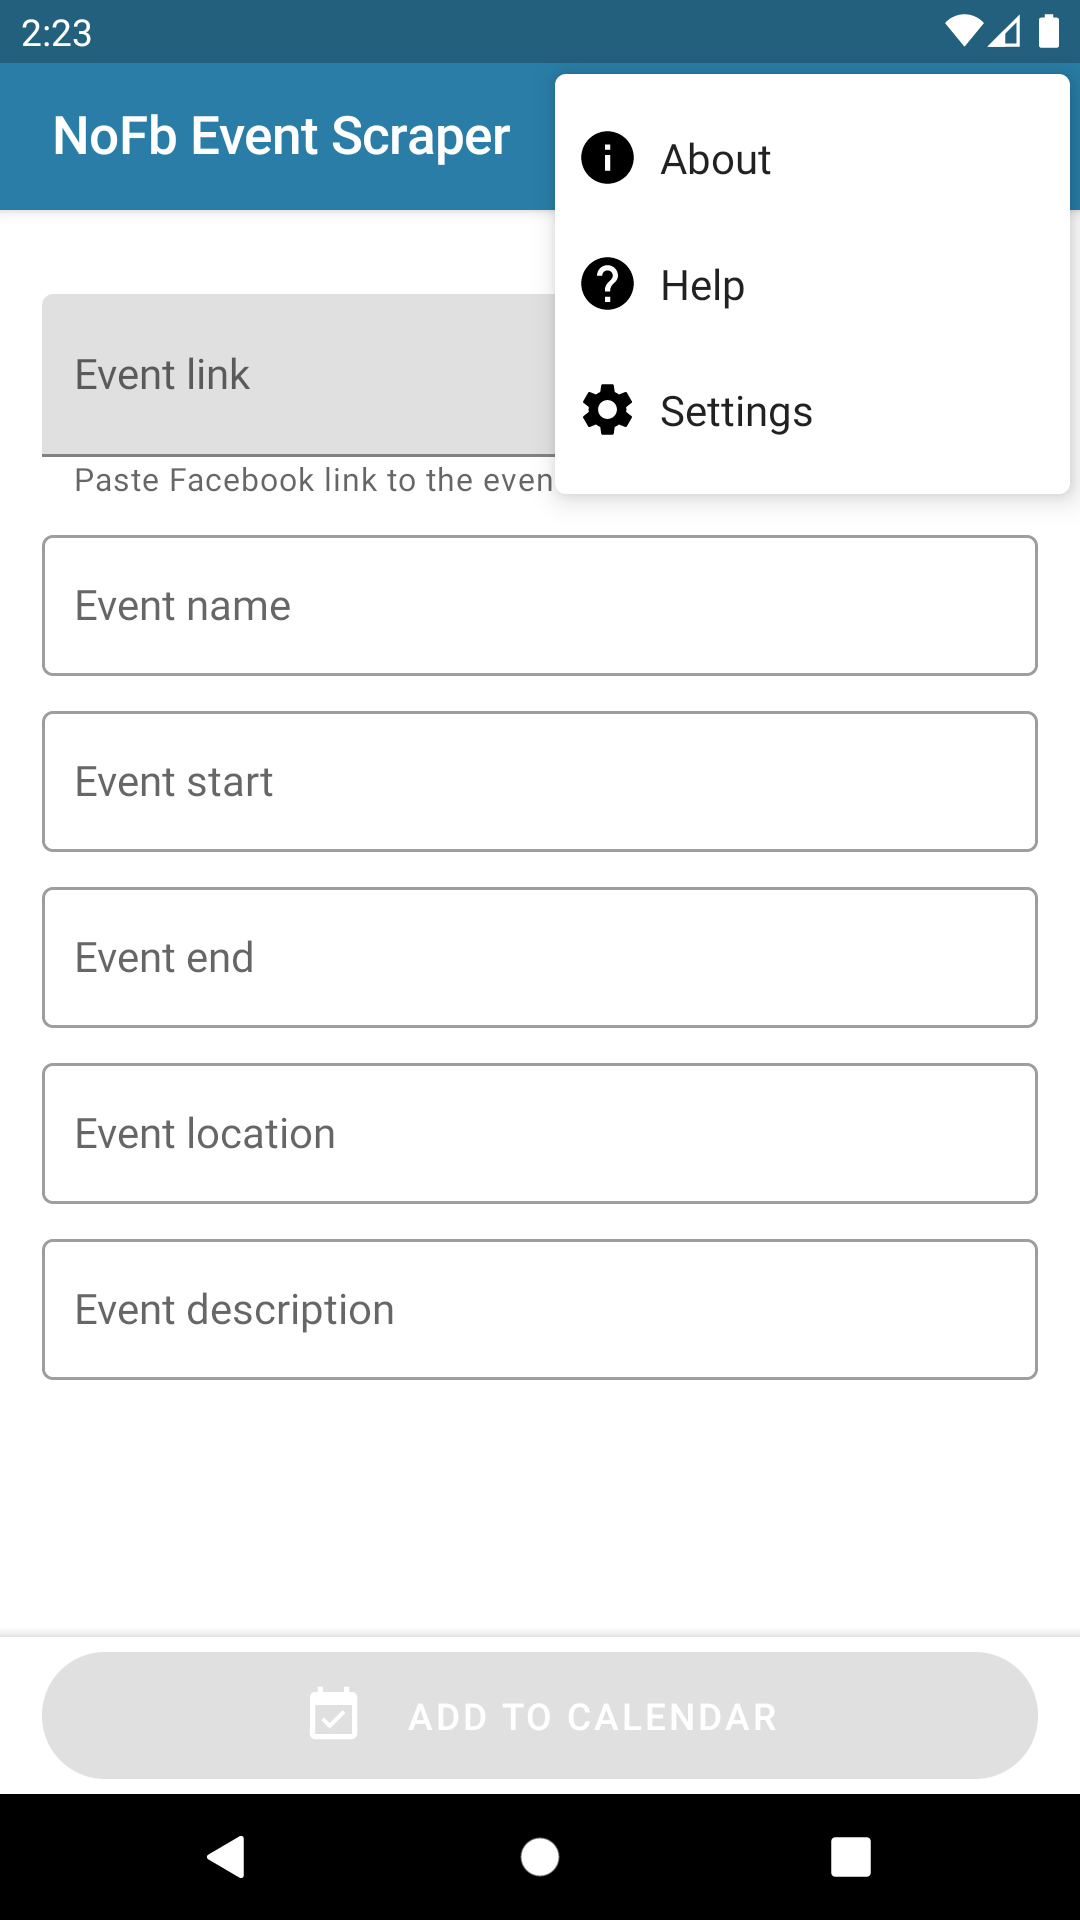 2:23
NoFb Event Scraper
About
Help
Settings
Event link
Paste Facebook link to the even
Event name
Event start
Event end
Event location
Event description
ADD TO CALENDAR